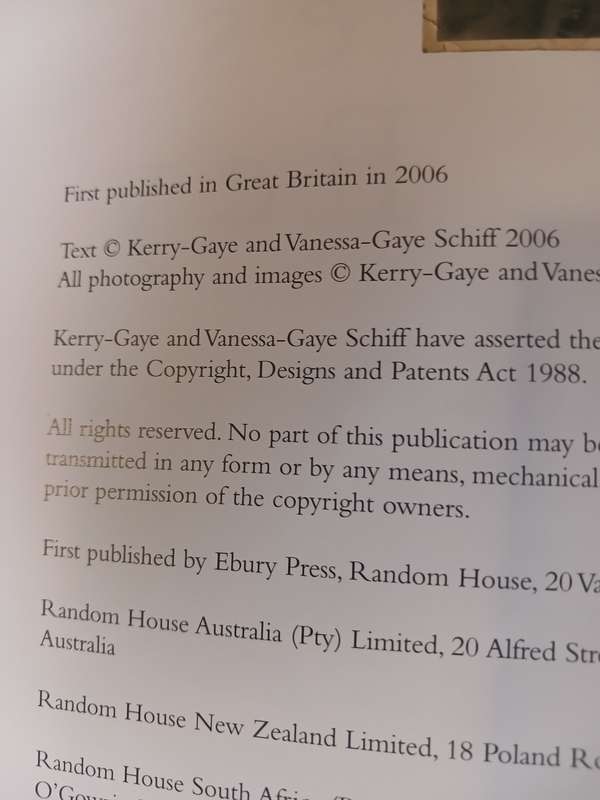 First published in Great Britain in 2006
Text © Kerry-Gaye and Vanessa-Gaye Schiff 2006
All photography and images © Kerry-Gaye and Vanes
Kerry-Gaye and Vanessa-Gaye Schiff have asserted the
under the Copyright, Designs and Patents Act 1988.
All rights reserved. No part of this publication may b
transmitted in any form or by any means, mechanical
prior permission of the copyright owners.
First published by Ebury Press, Random House, 20 Va
Random House Australia (Pty) Limited, 20 Alfred Stre
Australia
Random House New Zealand Limited, 18 Poland Ro
Random House South Africa